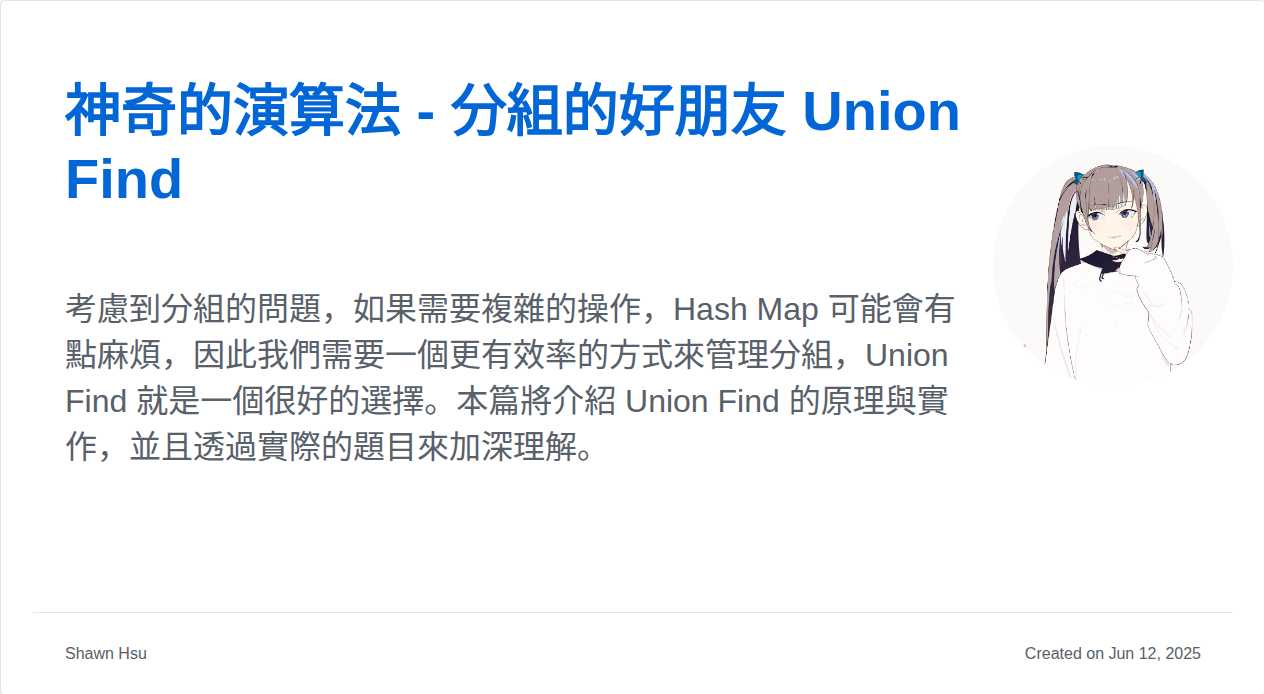 神奇的演算法 - 分組的好朋友 Union
Find
考慮到分組的問題，如果需要複雜的操作，Hash Map 可能會有
點麻煩，因此我們需要一個更有效率的方式來管理分組，Union
Find 就是一個很好的選擇。本篇將介紹 Union Find 的原理與實
作，並且透過實際的題目來加深理解。
Shawn Hsu
Created on Jun 12, 2025